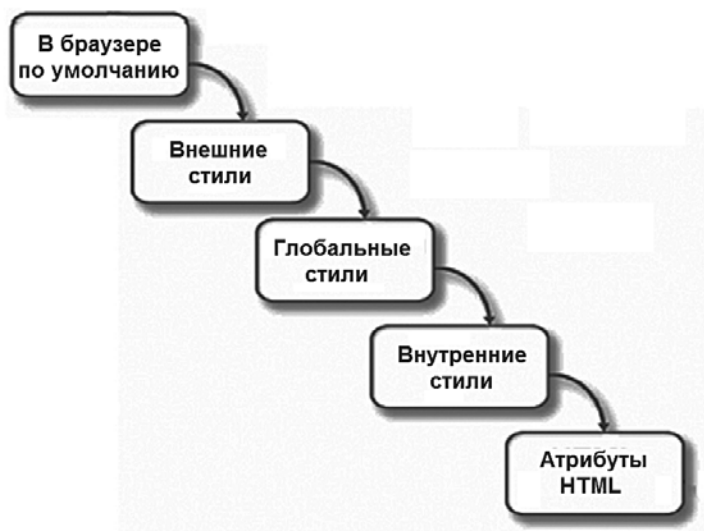 В браузере
по умолчанию
Внешние
стили
Глобальные
стили
Внутренние
стили
Атрибуты
HTML